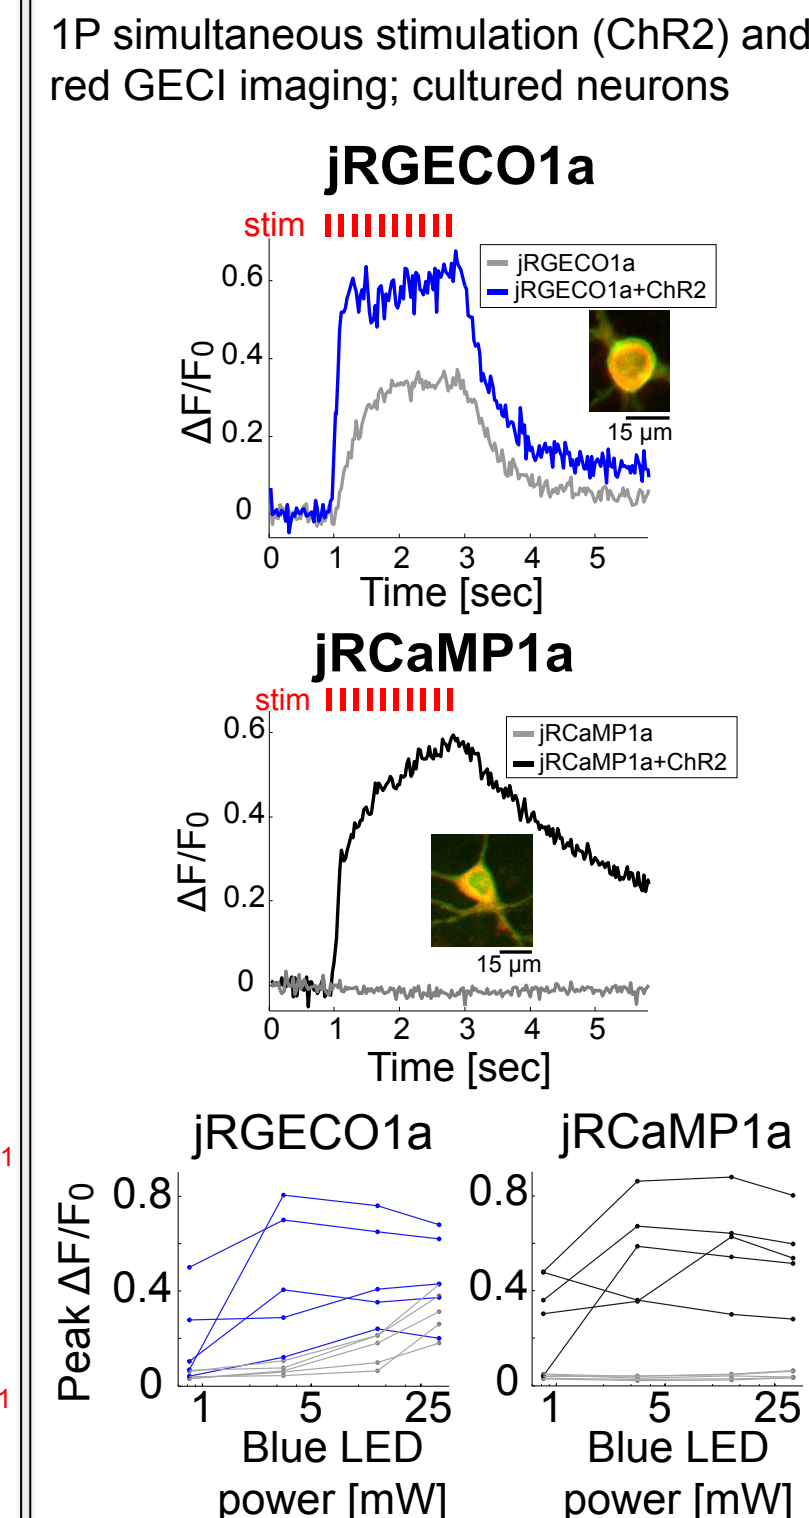 1P simultaneous stimulation (ChR2) and
red GECI imaging; cultured neurons
jRGECO1a
stim
jRGECO1a
jRGECO1a+ChR2
0.6
0.4
0.2
0
ΔF/F0
15 µm
0 1 2 3 4 5
Time [sec]
jRCaMP1a
stim
jRCaMP1a
jRCaMP1a+ChR2
0.6
0.4
0.2
0
ΔF/F0
15 µm
0 1 2 3 4 5
Time [sec]
1
1
jRGECO1a
Peak ΔF/F0
0.8
0.4
0
1 5 25
Blue LED
power [mW]
jRCaMP1a
0.8
0.4
0
1 5 25
Blue LED
power [mW]